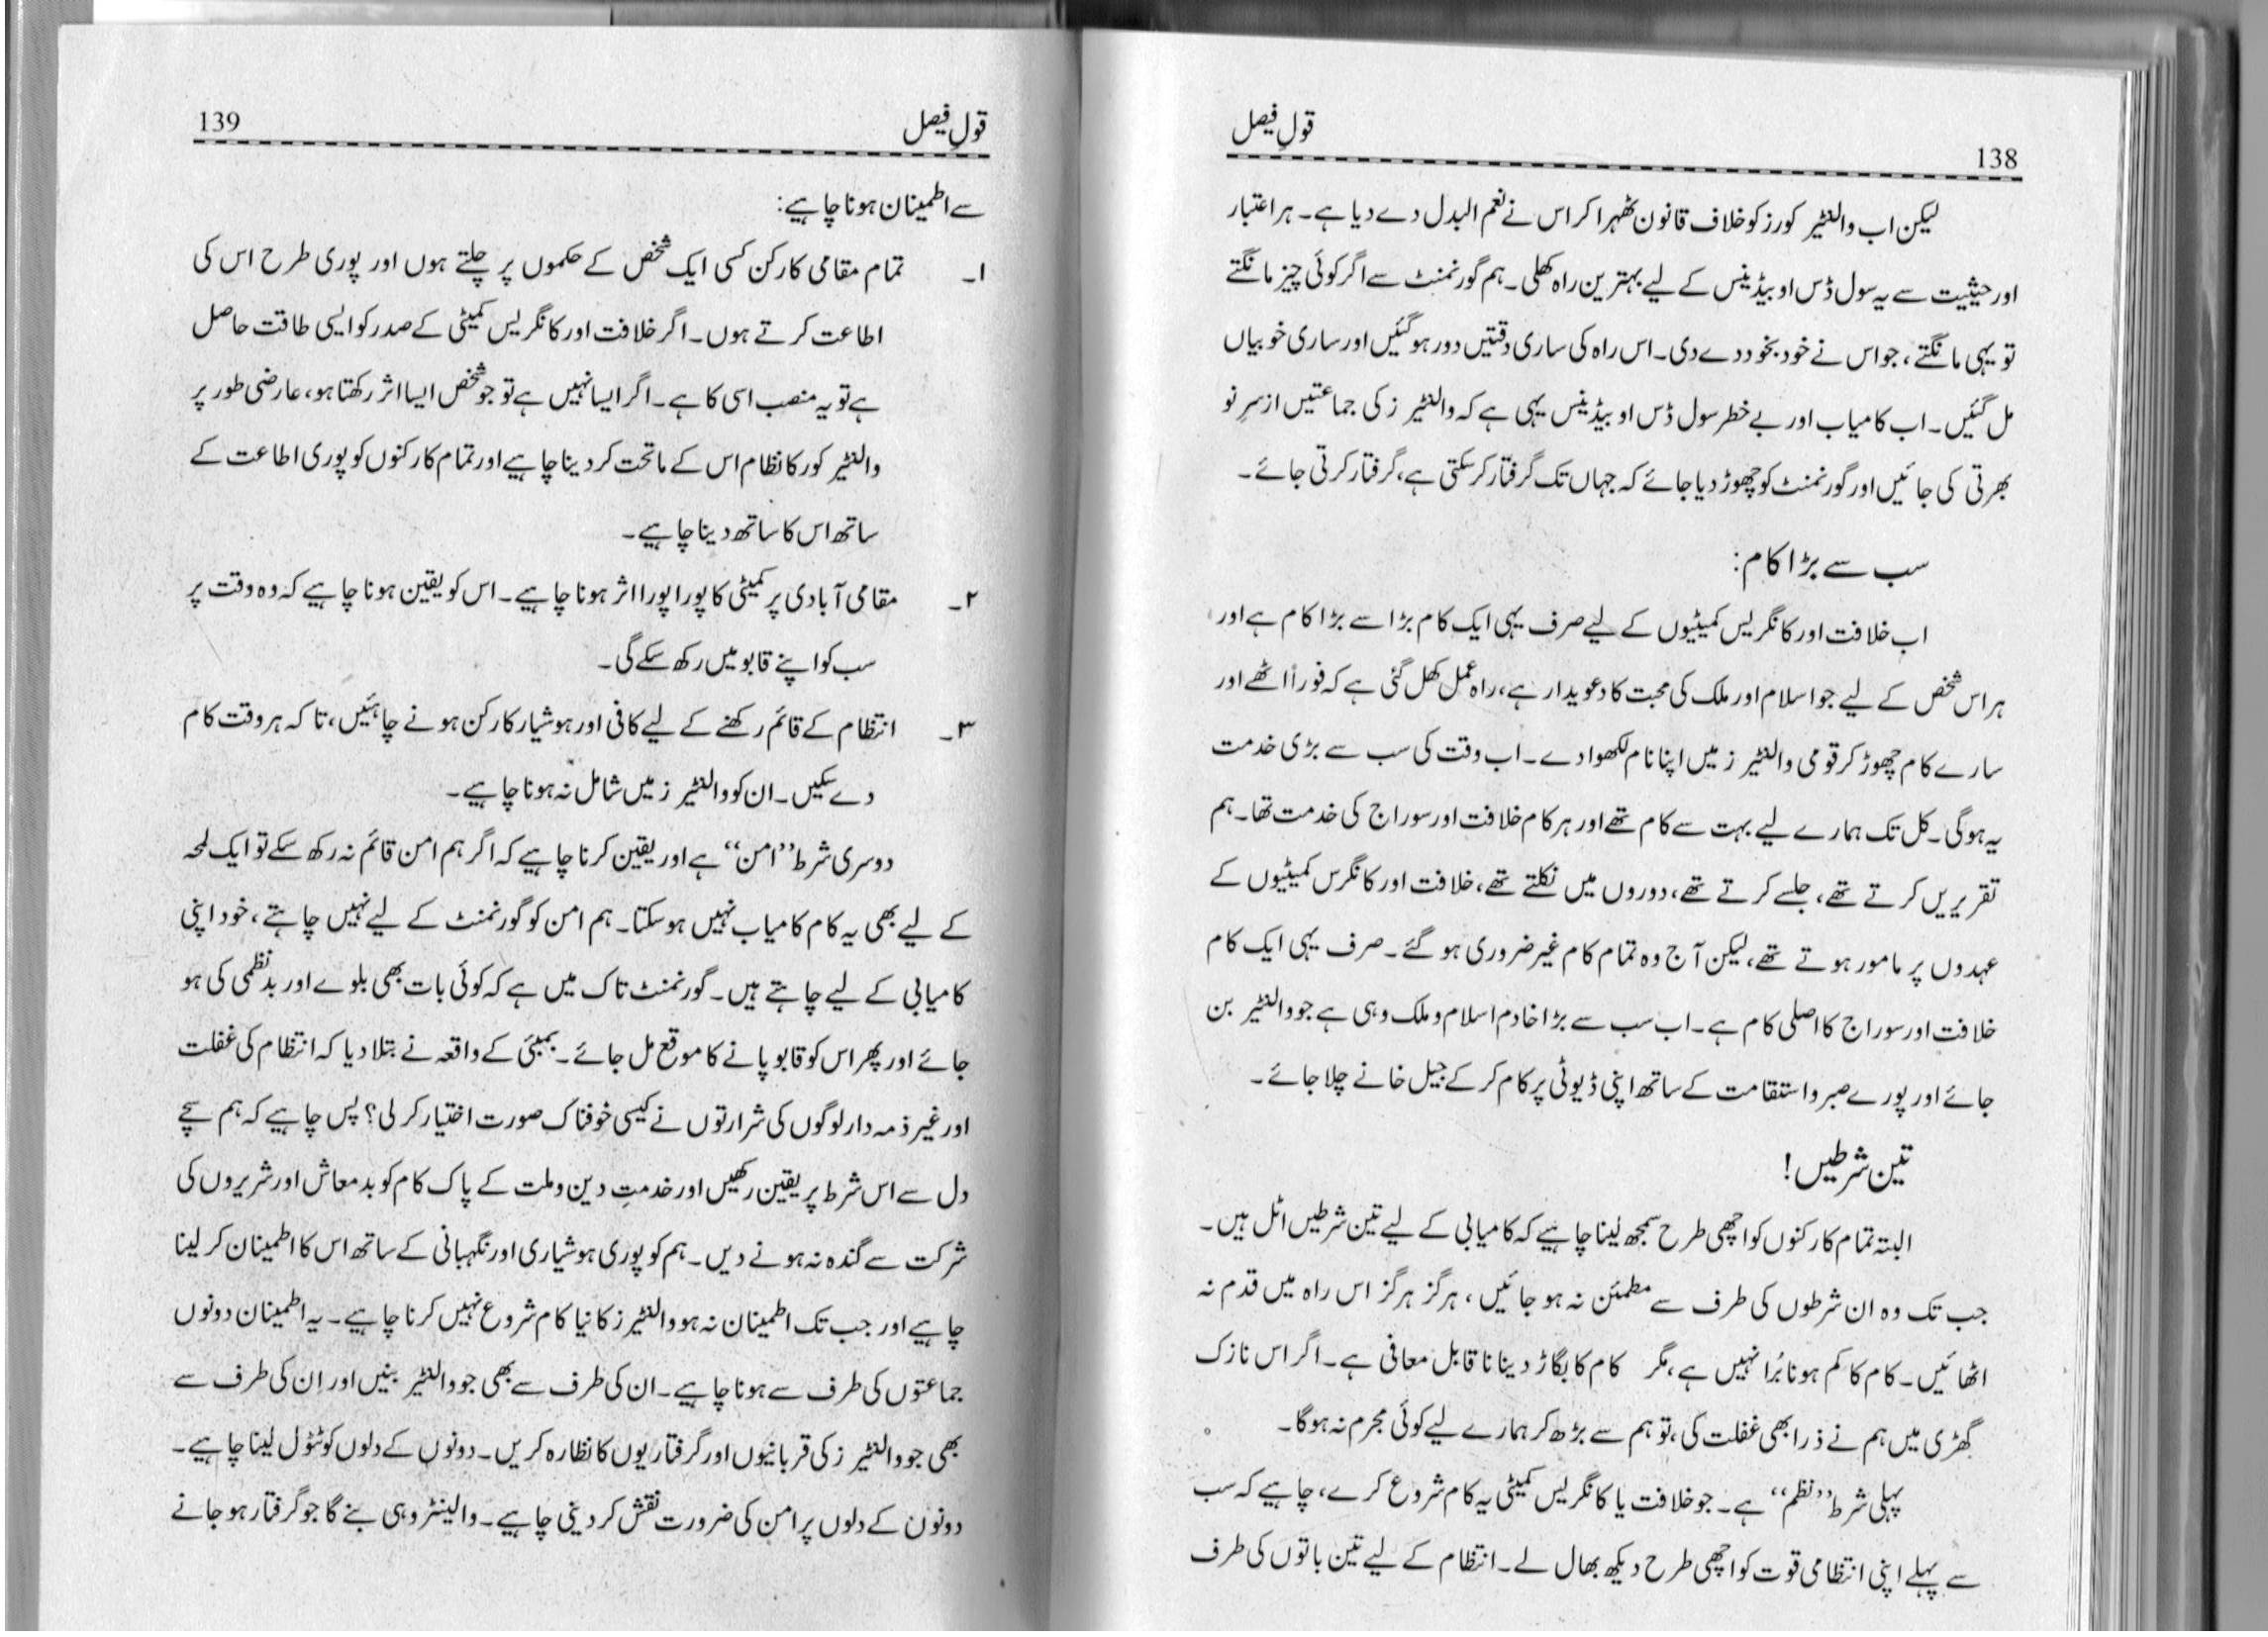 قولِ فیصل
138
لیکن اب والنٹیر کورز کو خلاف قانون ٹھہرا کر اس نے نعم البدل دے دیا ہے۔ ہر اعتبار
اور حیثیت سے یہ سول ڈس اوبیڈینس کے لیے بہترین راہ کھلی۔ ہم گورنمنٹ سے اگر کوئی چیز مانگتے
تو یہی مانگتے، جو اس نے خود بخود دے دی۔ اس راہ کی ساری دقتیں دور ہو گئیں اور ساری خوبیاں
مل گئیں۔ اب کامیاب اور بے خطر سول ڈس اوبیڈینس یہی ہے کہ والنٹیرز کی جماعتیں ازسرِ نو
بھرتی کی جائیں اور گورنمنٹ کو چھوڑ دیا جائے کہ جہاں تک گرفتار کر سکتی ہے، گرفتار کرتی جائے۔
سب سے بڑا کام:
اب خلافت اور کانگریس کمیٹیوں کے لیے صرف یہی ایک کام بڑا سے بڑا کام ہے اور
ہر اس شخص کے لیے جو اسلام اور ملک کی محبت کا دعویدار ہے، راہ عمل کھل گئی ہے کہ فوراً اٹھے اور
سارے کام چھوڑ کر قومی والنٹیرز میں اپنا نام لکھوا دے۔ اب وقت کی سب سے بڑی خدمت
یہ ہوگی۔ کل تک ہمارے لیے بہت سے کام تھے اور ہر کام خلافت اور سوراج کی خدمت تھا۔ ہم
تقریریں کرتے تھے، جلسے کرتے تھے، دوروں میں نکلتے تھے، خلافت اور کانگرس کمیٹیوں کے
عہدوں پر مامور ہوتے تھے، لیکن آج وہ تمام کام غیر ضروری ہو گئے۔ صرف یہی ایک کام
خلافت اور سوراج کا اصلی کام ہے۔ اب سب سے بڑا خادم اسلام و ملک وہی ہے جو والنٹیر بن
جائے اور پورے صبر و استقامت کے ساتھ اپنی ڈیوٹی پر کام کر کے جیل خانے چلا جائے۔
تین شرطیں!
البتہ تمام کارکنوں کو اچھی طرح سمجھ لینا چاہیے کہ کامیابی کے لیے تین شرطیں اٹل ہیں۔
جب تک وہ ان شرطوں کی طرف سے مطمئن نہ ہو جائیں، ہرگز ہرگز اس راہ میں قدم نہ
اٹھائیں۔ کام کا کم ہونا بُرا نہیں ہے، مگر کام کا بگاڑ دینا ناقابل معافی ہے۔ اگر اس نازک
گھڑی میں ہم نے ذرا بھی غفلت کی، تو ہم سے بڑھ کر ہمارے لیے کوئی مجرم نہ ہوگا۔
پہلی شرط ’’نظم‘‘ ہے۔ جو خلافت یا کانگریس کمیٹی یہ کام شروع کرے، چاہیے کہ سب
سے پہلے اپنی انتظامی قوت کو اچھی طرح دیکھ بھال لے۔ انتظام کے لیے تین باتوں کی طرف
قولِ فیصل
139
سے اطمینان ہونا چاہیے:
۱۔ تمام مقامی کارکن کسی ایک شخص کے حکموں پر چلتے ہوں اور پوری طرح اس کی
اطاعت کرتے ہوں۔ اگر خلافت اور کانگریس کمیٹی کے صدر کو ایسی طاقت حاصل
ہے تو یہ منصب اسی کا ہے۔ اگر ایسا نہیں ہے تو جو شخص ایسا اثر رکھتا ہو، عارضی طور پر
والنٹیر کور کا نظام اس کے ماتحت کر دینا چاہیے اور تمام کارکنوں کو پوری اطاعت کے
ساتھ اس کا ساتھ دینا چاہیے۔
۲۔ مقامی آبادی پر کمیٹی کا پورا پورا اثر ہونا چاہیے۔ اس کو یقین ہونا چاہیے کہ وہ وقت پر
سب کو اپنے قابو میں رکھ سکے گی۔
۳۔ انتظام کے قائم رکھنے کے لیے کافی اور ہوشیار کارکن ہونے چاہئیں، تاکہ ہر وقت کام
دے سکیں۔ ان کو والنٹیرز میں شامل نہ ہونا چاہیے۔
دوسری شرط ’’امن‘‘ ہے اور یقین کرنا چاہیے کہ اگر ہم امن قائم نہ رکھ سکے تو ایک لمحہ
کے لیے بھی یہ کام کامیاب نہیں ہو سکتا۔ ہم امن کو گورنمنٹ کے لیے نہیں چاہتے، خود اپنی
کامیابی کے لیے چاہتے ہیں۔ گورنمنٹ تاک میں ہے کہ کوئی بات بھی بلوے اور بدنظمی کی ہو
جائے اور پھر اس کو قابو پانے کا موقع مل جائے۔ بمبئی کے واقعہ نے بتلا دیا کہ انتظام کی غفلت
اور غیر ذمہ دار لوگوں کی شرارتوں نے کیسی خوفناک صورت اختیار کر لی؟ پس چاہیے کہ ہم سچے
دل سے اس شرط پر یقین رکھیں اور خدمتِ دین و ملت کے پاک کام کو بدمعاش اور شریروں کی
شرکت سے گندہ نہ ہونے دیں۔ ہم کو پوری ہوشیاری اور نگہبانی کے ساتھ اس کا اطمینان کر لینا
چاہیے اور جب تک اطمینان نہ ہو والنٹیرز کا نیا کام شروع نہیں کرنا چاہیے۔ یہ اطمینان دونوں
جماعتوں کی طرف سے ہونا چاہیے۔ ان کی طرف سے بھی جو والنٹیر بنیں اور اِن کی طرف سے
بھی جو والنٹیرز کی قربانیوں اور گرفتاریوں کا نظارہ کریں۔ دونوں کے دلوں کو ٹٹول لینا چاہیے۔
دونوں کے دلوں پر امن کی ضرورت نقش کر دینی چاہیے۔ والینٹر وہی بنے گا جو گرفتار ہو جانے